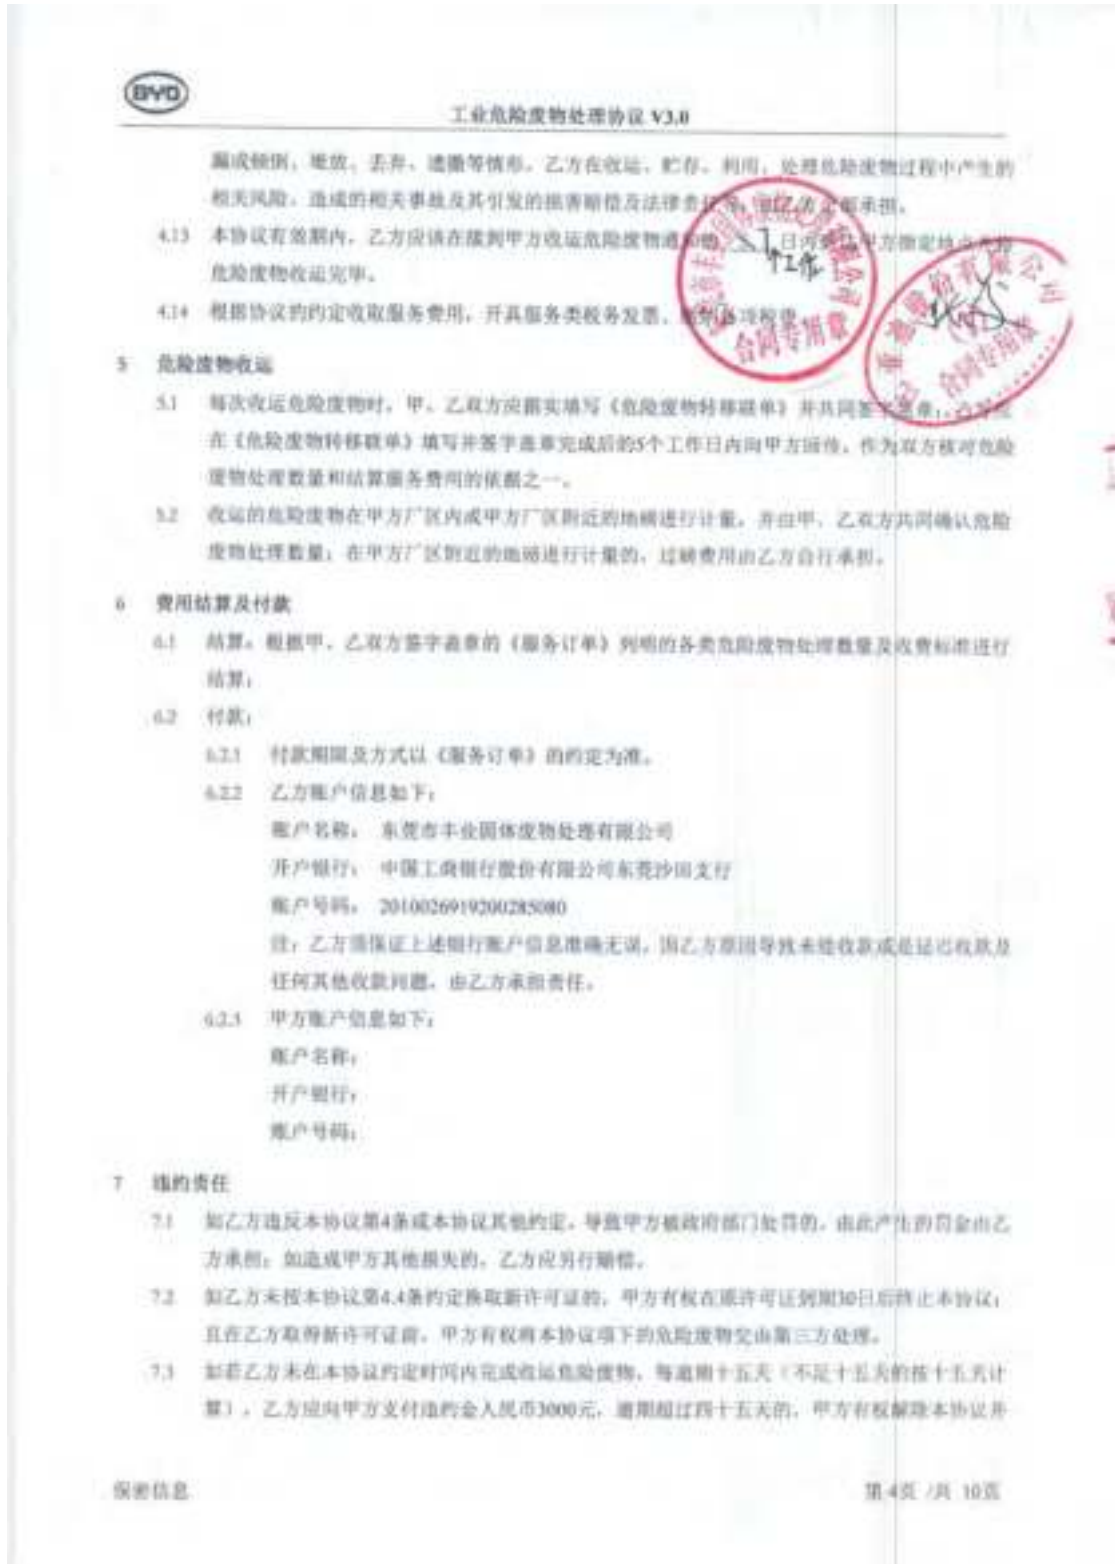 BYD
工业危险废物处理协议 V3.0
漏或倾倒、堆放、丢弃、遗撒等情形。乙方在收运、贮存、利用、处理危险废物过程中产生的
相关风险、造成的相关事故及其引发的损害赔偿及法律责任 承担。
4.13 本协议有效期内，乙方应该在接到甲方收运危险废物通知 日内 甲方指定地点
个工作
危险废物收运完毕。
4.14 根据协议的约定收取服务费用，开具服务类税务发票、
合同专用章
有限公司
合同专用章
5 危险废物收运
5.1 每次收运危险废物时，甲、乙双方应据实填写《危险废物转移联单》并共同签字盖章；
在《危险废物转移联单》填写并签字盖章完成后的5个工作日内向甲方回传，作为双方核对危险
废物处理数量和结算服务费用的依据之一。
5.2 收运的危险废物在甲方厂区内或甲方厂区附近的地磅进行计量，并由甲、乙双方共同确认危险
废物处理数量；在甲方厂区附近的地磅进行计量的，过磅费用由乙方自行承担。
6 费用结算及付款
6.1 结算：根据甲、乙双方签字盖章的《服务订单》列明的各类危险废物处理数量及收费标准进行
结算；
6.2 付款：
6.2.1 付款期限及方式以《服务订单》的约定为准。
6.2.2 乙方账户信息如下：
账户名称： 东莞市丰业固体废物处理有限公司
开户银行： 中国工商银行股份有限公司东莞沙田支行
账户号码： 2010026919200285080
注：乙方需保证上述银行账户信息准确无误，因乙方原因导致未能收款或是延迟收款及
任何其他收款问题，由乙方承担责任。
6.2.3 甲方账户信息如下：
账户名称：
开户银行：
账户号码：
7 违约责任
7.1 如乙方违反本协议第4条或本协议其他约定，导致甲方被政府部门处罚的，由此产生的罚金由乙
方承担；如造成甲方其他损失的，乙方应另行赔偿。
7.2 如乙方未按本协议第4.4条约定换取新许可证的，甲方有权在原许可证到期30日后终止本协议；
且在乙方取得新许可证前，甲方有权将本协议项下的危险废物交由第三方处理。
7.3 如若乙方未在本协议约定时间内完成收运危险废物，每逾期十五天（不足十五天的按十五天计
算），乙方应向甲方支付违约金人民币3000元，逾期超过四十五天的，甲方有权解除本协议并
保密信息
第 4页 /共 10页